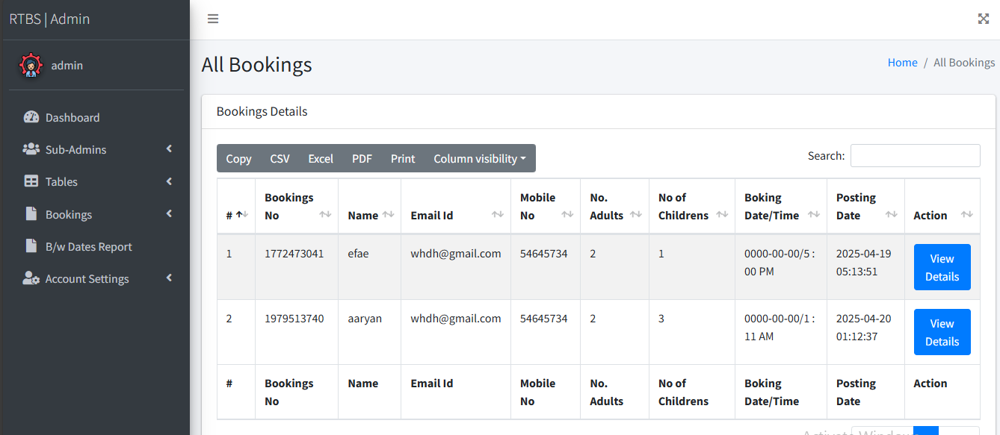 RTBS | Admin
admin
Dashboard
Sub-Admins
Tables
Bookings
B/w Dates Report
Account Settings
All Bookings
Home / All Bookings
Bookings Details
Copy CSV Excel PDF Print Column visibility
Search:
# Bookings No Name Email Id Mobile No No. Adults No of Childrens Boking Date/Time Posting Date Action
1 1772473041 efae whdh@gmail.com 54645734 2 1 0000-00-00/5 : 2025-04-19 View
00 PM 05:13:51 Details
2 1979513740 aaryan whdh@gmail.com 54645734 2 3 0000-00-00/1 : 2025-04-20 View
11 AM 01:12:37 Details
# Bookings No Name Email Id Mobile No No. Adults No of Childrens Boking Date/Time Posting Date Action
Activate Windows